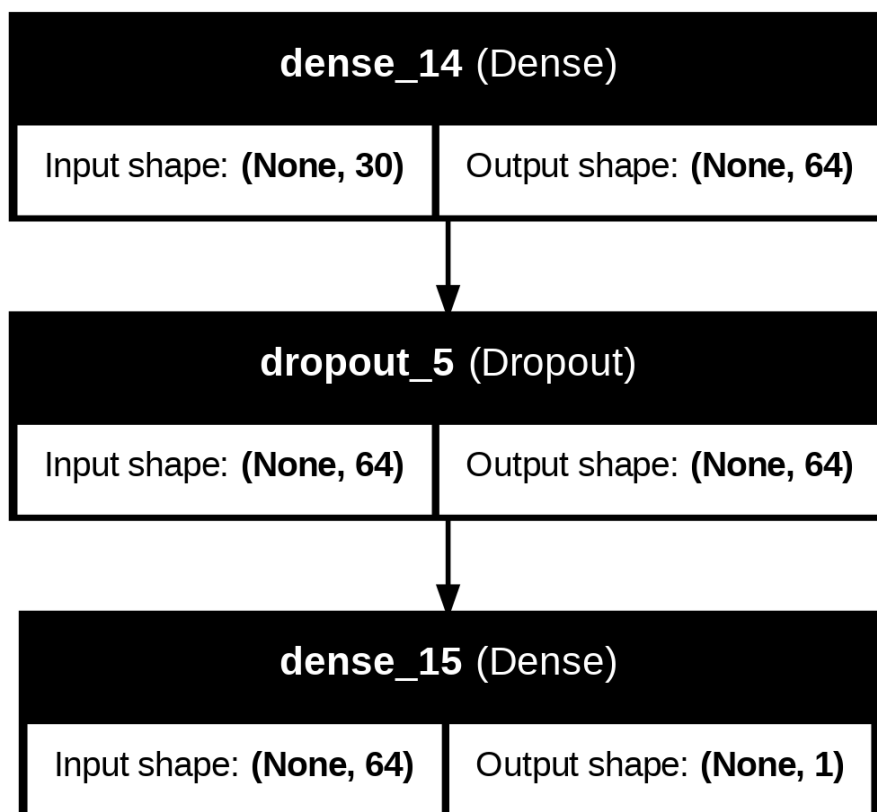 dense_14 (Dense)
Input shape: (None, 30) Output shape: (None, 64)
dropout_5 (Dropout)
Input shape: (None, 64) Output shape: (None, 64)
dense_15 (Dense)
Input shape: (None, 64) Output shape: (None, 1)